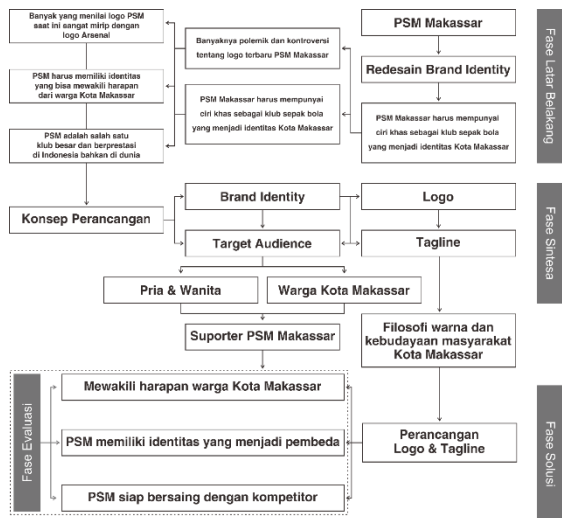 Banyak yang menilai logo PSM
saat ini sangat mirip dengan
logo Arsenal
PSM harus memiliki identitas
yang bisa mewakili harapan
dari warga Kota Makassar
PSM adalah salah satu
klub besar dan berprestasi
di Indonesia bahkan di dunia
Banyaknya polemik dan kontroversi
tentang logo terbaru PSM Makassar
PSM Makassar harus mempunyai
ciri khas sebagai klub sepak bola
yang menjadi identitas Kota Makassar
PSM Makassar
Redesain Brand Identity
PSM Makassar harus mempunyai
ciri khas sebagai klub sepak bola
yang menjadi identitas Kota Makassar
Fase Latar Belakang
Konsep Perancangan
Brand Identity
Logo
Target Audience
Tagline
Pria & Wanita
Warga Kota Makassar
Fase Sintesa
Suporter PSM Makassar
Filosofi warna dan
kebudayaan masyarakat
Kota Makassar
Fase Evaluasi
Mewakili harapan warga Kota Makassar
PSM memiliki identitas yang menjadi pembeda
PSM siap bersaing dengan kompetitor
Perancangan
Logo & Tagline
Fase Solusi